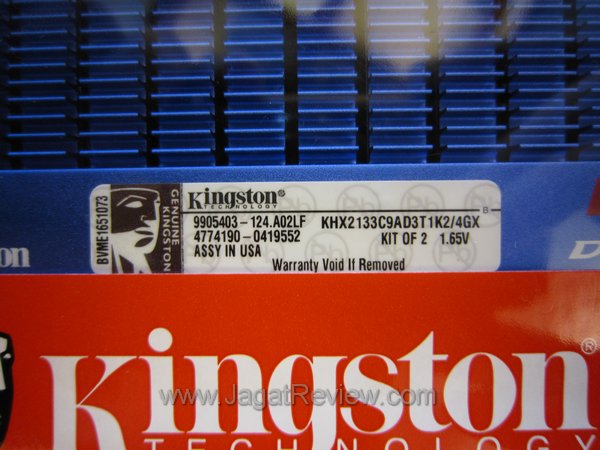 BVME1651073
GENUINE KINGSTON
Kingston®
TECHNOLOGY
9905403-124.A02LF KHX2133C9AD3T1K2/4GX
4774190-0419552 KIT OF 2 1.65V
ASSY IN USA
Warranty Void If Removed
B
on
D
Kingston®
www.JagatReview.com
TECHNOLOGY